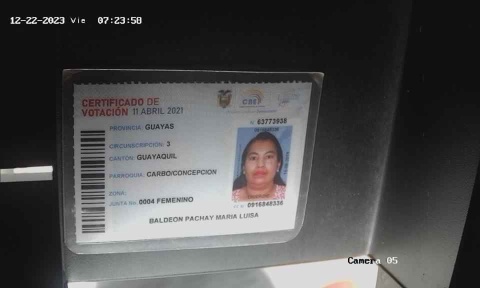 12-22-2023 Vie 07:23:58
CERTIFICADO DE
VOTACIÓN 11 ABRIL 2021
PROVINCIA: GUAYAS
CIRCUNSCRIPCIÓN: 3
CANTÓN: GUAYAQUIL
PARROQUIA: CARBO/CONCEPCION
ZONA:
JUNTA No. 0004 FEMENINO
CNE
N 63773938
0916848338
BALDEON PACHAY MARIA LUISA
Camera 05